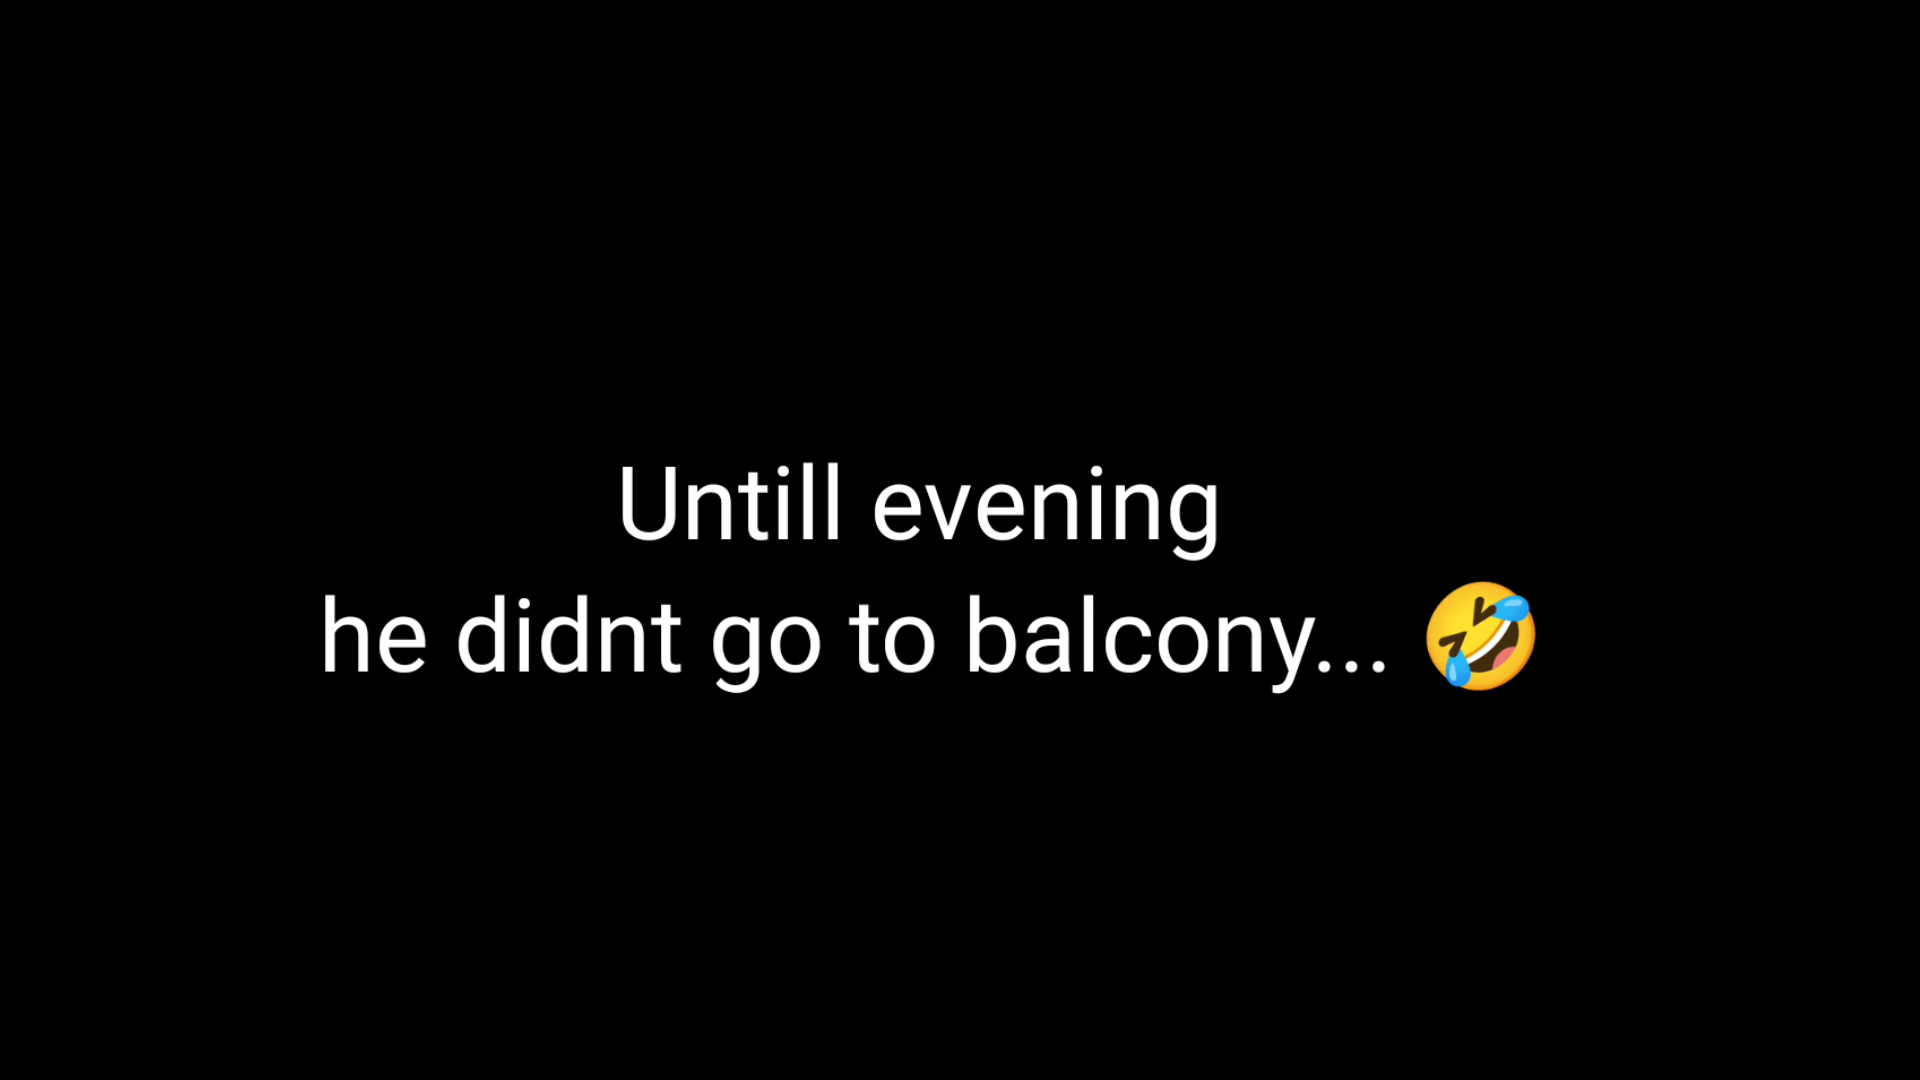 Untill evening
he didnt go to balcony... 🤣